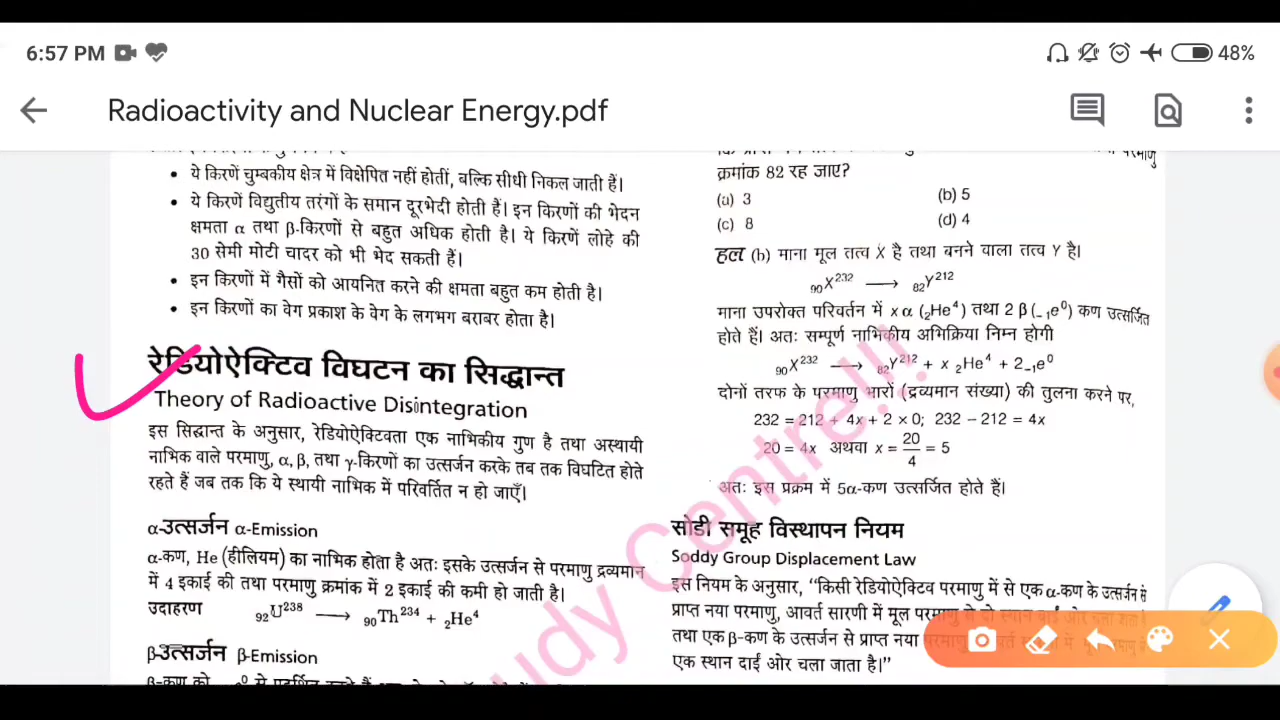 6:57 PM 48%
Radioactivity and Nuclear Energy.pdf
• ये किरणें चुम्बकीय क्षेत्र में विक्षेपित नहीं होतीं, बल्कि सीधी निकल जाती हैं।
• ये किरणें विद्युतीय तरंगों के समान दूरभेदी होती हैं। इन किरणों की भेदन
क्षमता α तथा β-किरणों से बहुत अधिक होती है। ये किरणें लोहे की
30 सेमी मोटी चादर को भी भेद सकती हैं।
• इन किरणों में गैसों को आयनित करने की क्षमता बहुत कम होती है।
• इन किरणों का वेग प्रकाश के वेग के लगभग बराबर होता है।
रेडियोऐक्टिव विघटन का सिद्धान्त
Theory of Radioactive Disintegration
इस सिद्धान्त के अनुसार, रेडियोऐक्टिवता एक नाभिकीय गुण है तथा अस्थायी
नाभिक वाले परमाणु, α, β, तथा γ-किरणों का उत्सर्जन करके तब तक विघटित होते
रहते हैं जब तक कि ये स्थायी नाभिक में परिवर्तित न हो जाएँ।
α-उत्सर्जन α-Emission
α-कण, He (हीलियम) का नाभिक होता है अतः इसके उत्सर्जन से परमाणु द्रव्यमान
में 4 इकाई की तथा परमाणु क्रमांक में 2 इकाई की कमी हो जाती है।
उदाहरण ₉₂U²³⁸ ⟶ ₉₀Th²³⁴ + ₂He⁴
β-उत्सर्जन β-Emission
परमाणु
क्रमांक 82 रह जाए?
(a) 3 (b) 5
(c) 8 (d) 4
हल (b) माना मूल तत्व X है तथा बनने वाला तत्व Y है।
₉₀X²³² ⟶ ₈₂Y²¹²
माना उपरोक्त परिवर्तन में x α (₂He⁴) तथा 2 β (₋₁e⁰) कण उत्सर्जित
होते हैं। अतः सम्पूर्ण नाभिकीय अभिक्रिया निम्न होगी
₉₀X²³² ⟶ ₈₂Y²¹² + x ₂He⁴ + 2₋₁e⁰
दोनों तरफ के परमाणु भारों (द्रव्यमान संख्या) की तुलना करने पर,
232 = 212 + 4x + 2 × 0; 232 − 212 = 4x
20 = 4x अथवा x = 20/4 = 5
अतः इस प्रक्रम में 5α-कण उत्सर्जित होते हैं।
सोडी समूह विस्थापन नियम
Soddy Group Displacement Law
इस नियम के अनुसार, “किसी रेडियोऐक्टिव परमाणु में से एक α-कण के उत्सर्जन से
प्राप्त नया परमाणु, आवर्त सारणी में मूल परमाणु से दो स्थान बाईं ओर चला जाता है
तथा एक β-कण के उत्सर्जन से प्राप्त नया
एक स्थान दाईं ओर चला जाता है।”
udy Centre!!!